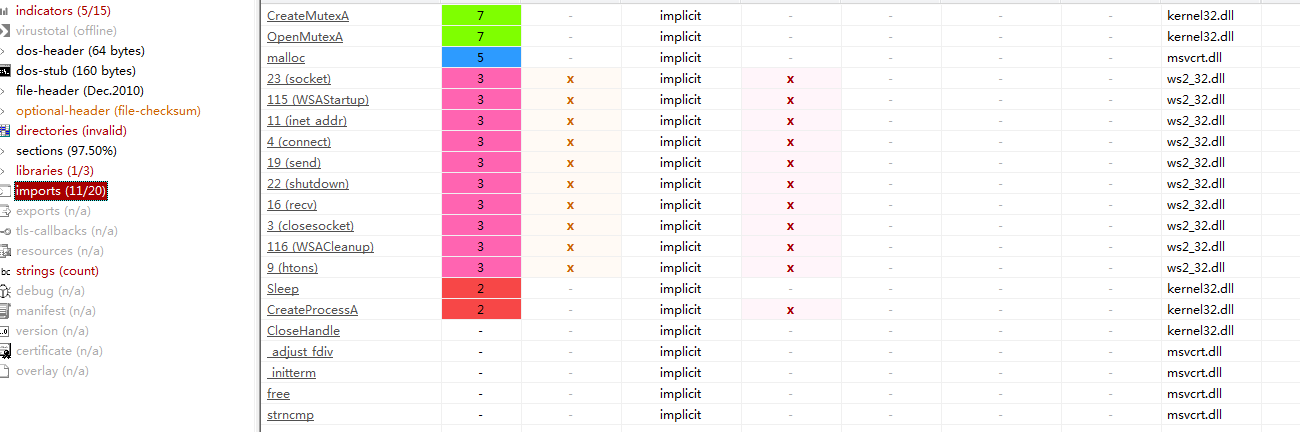 indicators (5/15)
virustotal (offline)
dos-header (64 bytes)
dos-stub (160 bytes)
file-header (Dec.2010)
optional-header (file-checksum)
directories (invalid)
sections (97.50%)
libraries (1/3)
imports (11/20)
exports (n/a)
tls-callbacks (n/a)
resources (n/a)
abc strings (count)
debug (n/a)
manifest (n/a)
1.0 version (n/a)
certificate (n/a)
overlay (n/a)
CreateMutexA 7 - implicit - - - - kernel32.dll
OpenMutexA 7 - implicit - - - - kernel32.dll
malloc 5 - implicit - - - - msvcrt.dll
23 (socket) 3 x implicit x - - - ws2_32.dll
115 (WSAStartup) 3 x implicit x - - - ws2_32.dll
11 (inet_addr) 3 x implicit x - - - ws2_32.dll
4 (connect) 3 x implicit x - - - ws2_32.dll
19 (send) 3 x implicit x - - - ws2_32.dll
22 (shutdown) 3 x implicit x - - - ws2_32.dll
16 (recv) 3 x implicit x - - - ws2_32.dll
3 (closesocket) 3 x implicit x - - - ws2_32.dll
116 (WSACleanup) 3 x implicit x - - - ws2_32.dll
9 (htons) 3 x implicit x - - - ws2_32.dll
Sleep 2 - implicit - - - - kernel32.dll
CreateProcessA 2 - implicit x - - - kernel32.dll
CloseHandle - - implicit - - - - kernel32.dll
_adjust_fdiv - - implicit - - - - msvcrt.dll
_initterm - - implicit - - - - msvcrt.dll
free - - implicit - - - - msvcrt.dll
strncmp - - implicit - - - - msvcrt.dll